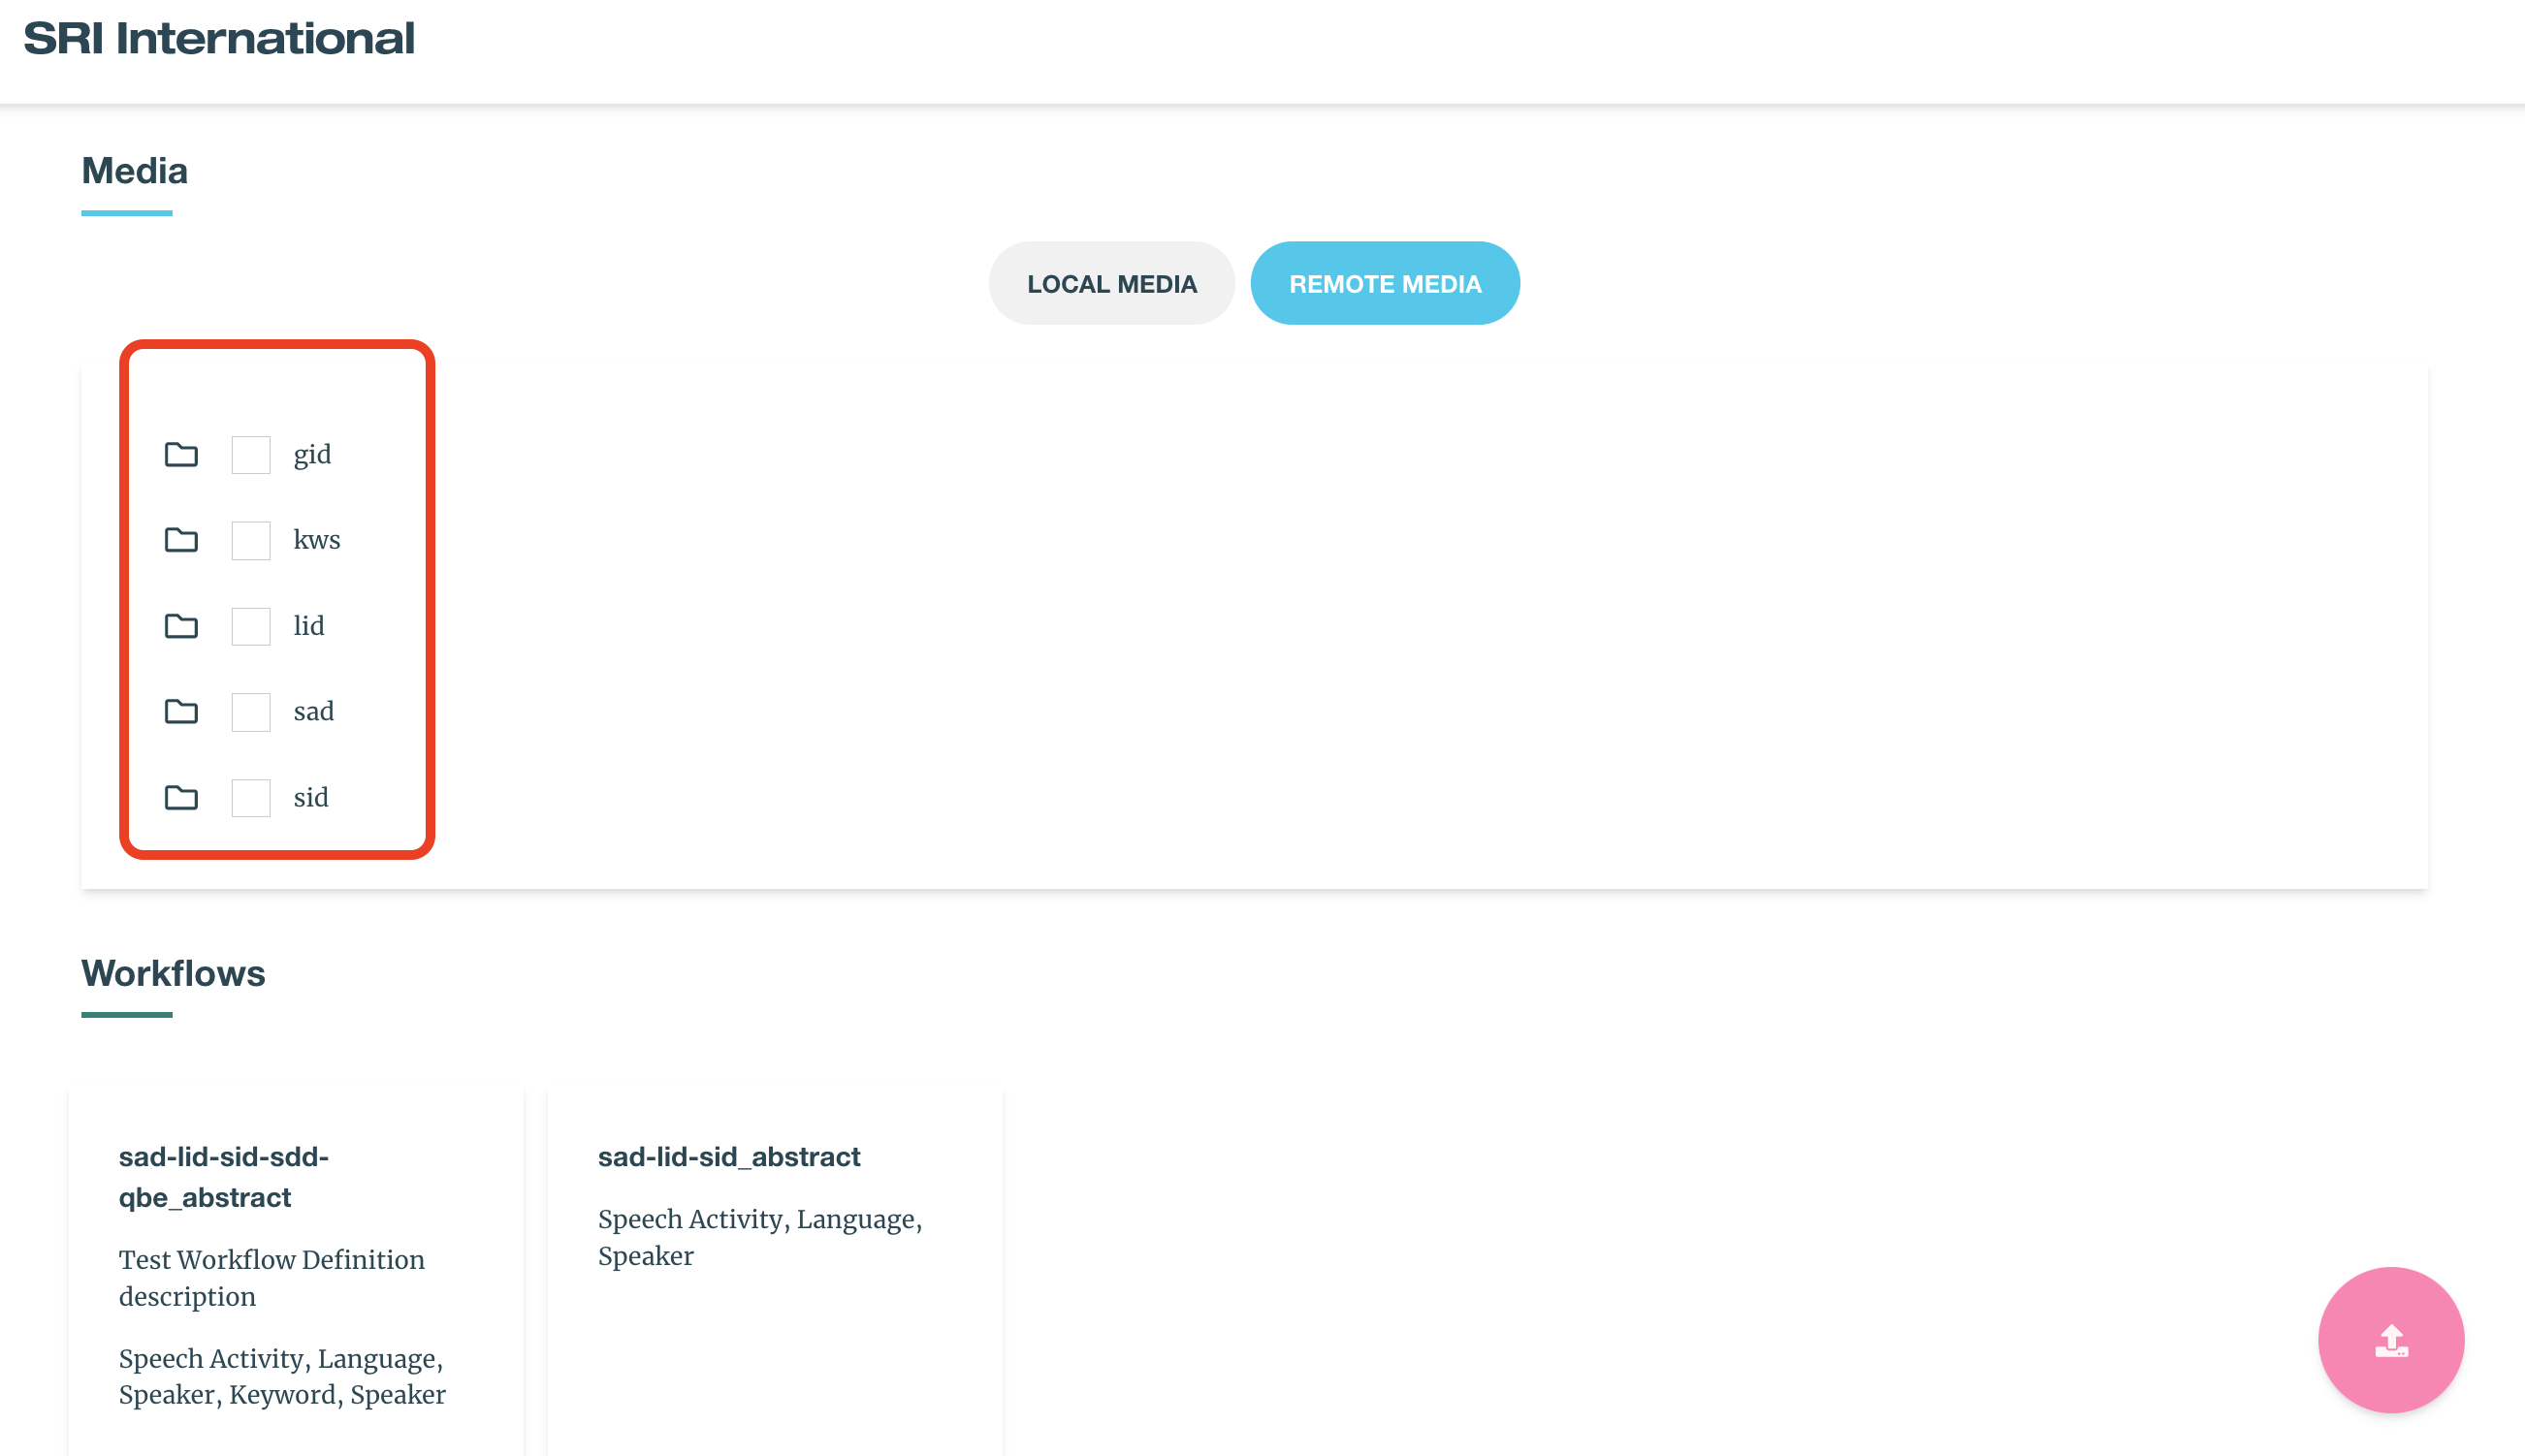 SRI International
Media
LOCAL MEDIA
REMOTE MEDIA
gid
kws
lid
sad
sid
Workflows
sad-lid-sid-sdd-
qbe_abstract
Test Workflow Definition
description
Speech Activity, Language,
Speaker, Keyword, Speaker
sad-lid-sid_abstract
Speech Activity, Language,
Speaker